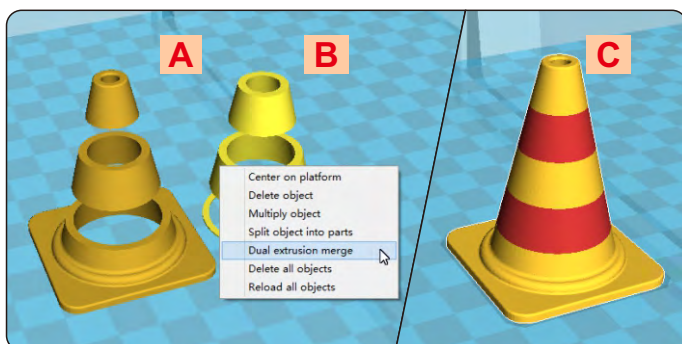 A
B
C
Center on platform
Delete object
Multiply object
Split object into parts
Dual extrusion merge
Delete all objects
Reload all objects